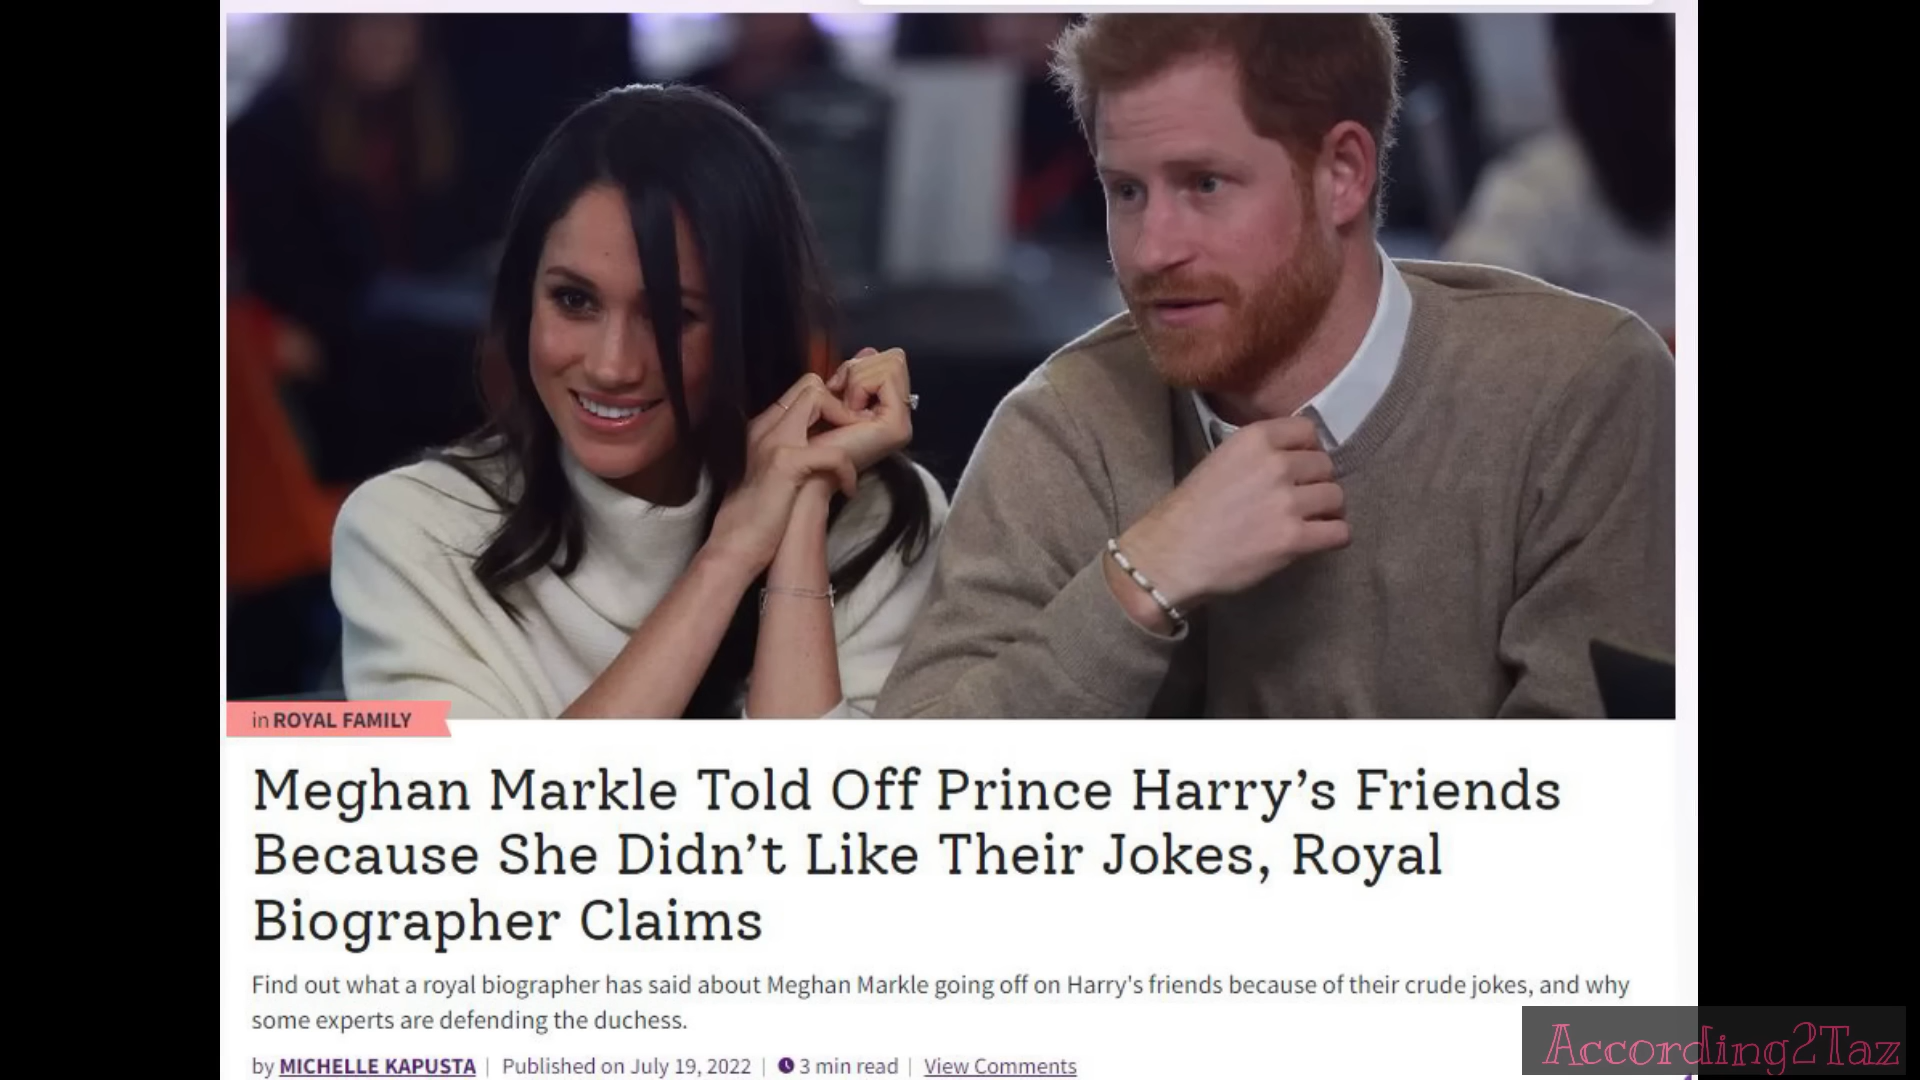 in ROYAL FAMILY
Meghan Markle Told Off Prince Harry’s Friends
Because She Didn’t Like Their Jokes, Royal
Biographer Claims
Find out what a royal biographer has said about Meghan Markle going off on Harry's friends because of their crude jokes, and why
some experts are defending the duchess.
by MICHELLE KAPUSTA | Published on July 19, 2022 | 3 min read | View Comments
According2Taz